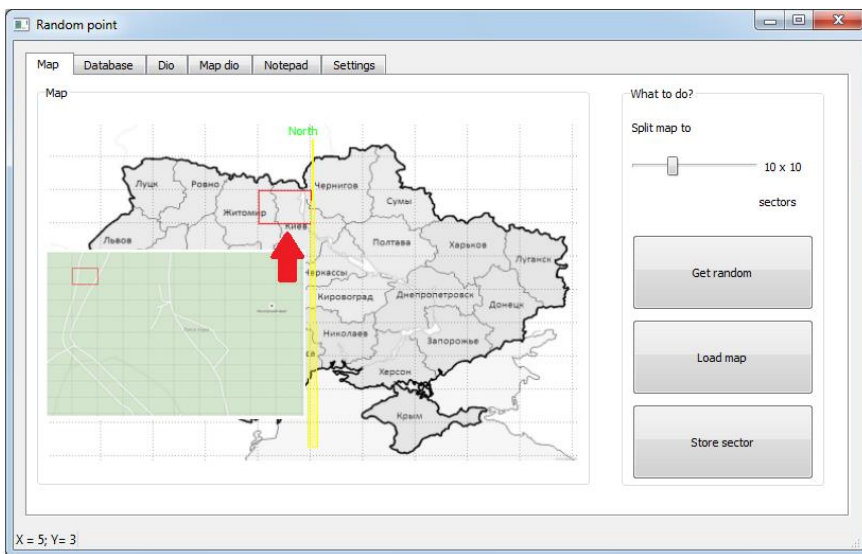 Random point
Map Database Dio Map dio Notepad Settings
Map
North
Луцк Ровно Чернигов
Житомир Киев Сумы
Львов Полтава Харьков Луганск
Черкассы
Кировоград Днепропетровск Донецк
Николаев Запорожье
Херсон
Крым
What to do?
Split map to
10 x 10
sectors
Get random
Load map
Store sector
X = 5; Y= 3